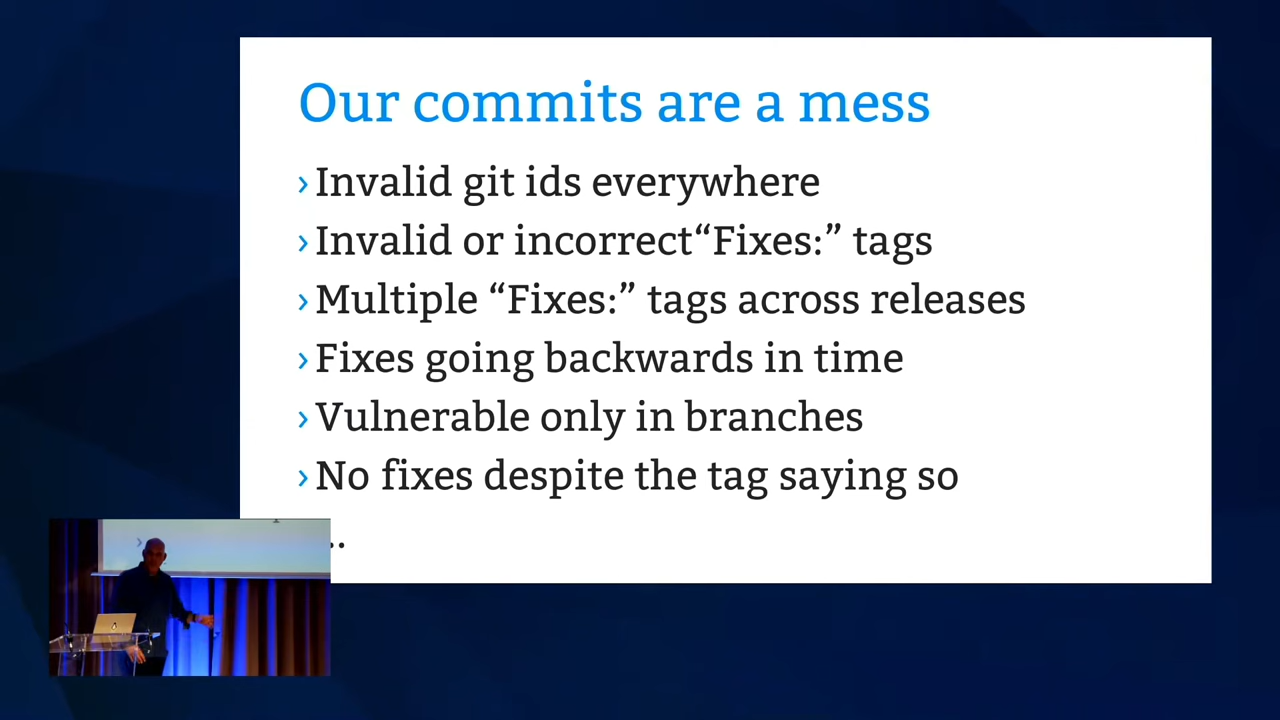 Our commits are a mess
› Invalid git ids everywhere
› Invalid or incorrect“Fixes:” tags
› Multiple “Fixes:” tags across releases
› Fixes going backwards in time
› Vulnerable only in branches
› No fixes despite the tag saying so
..